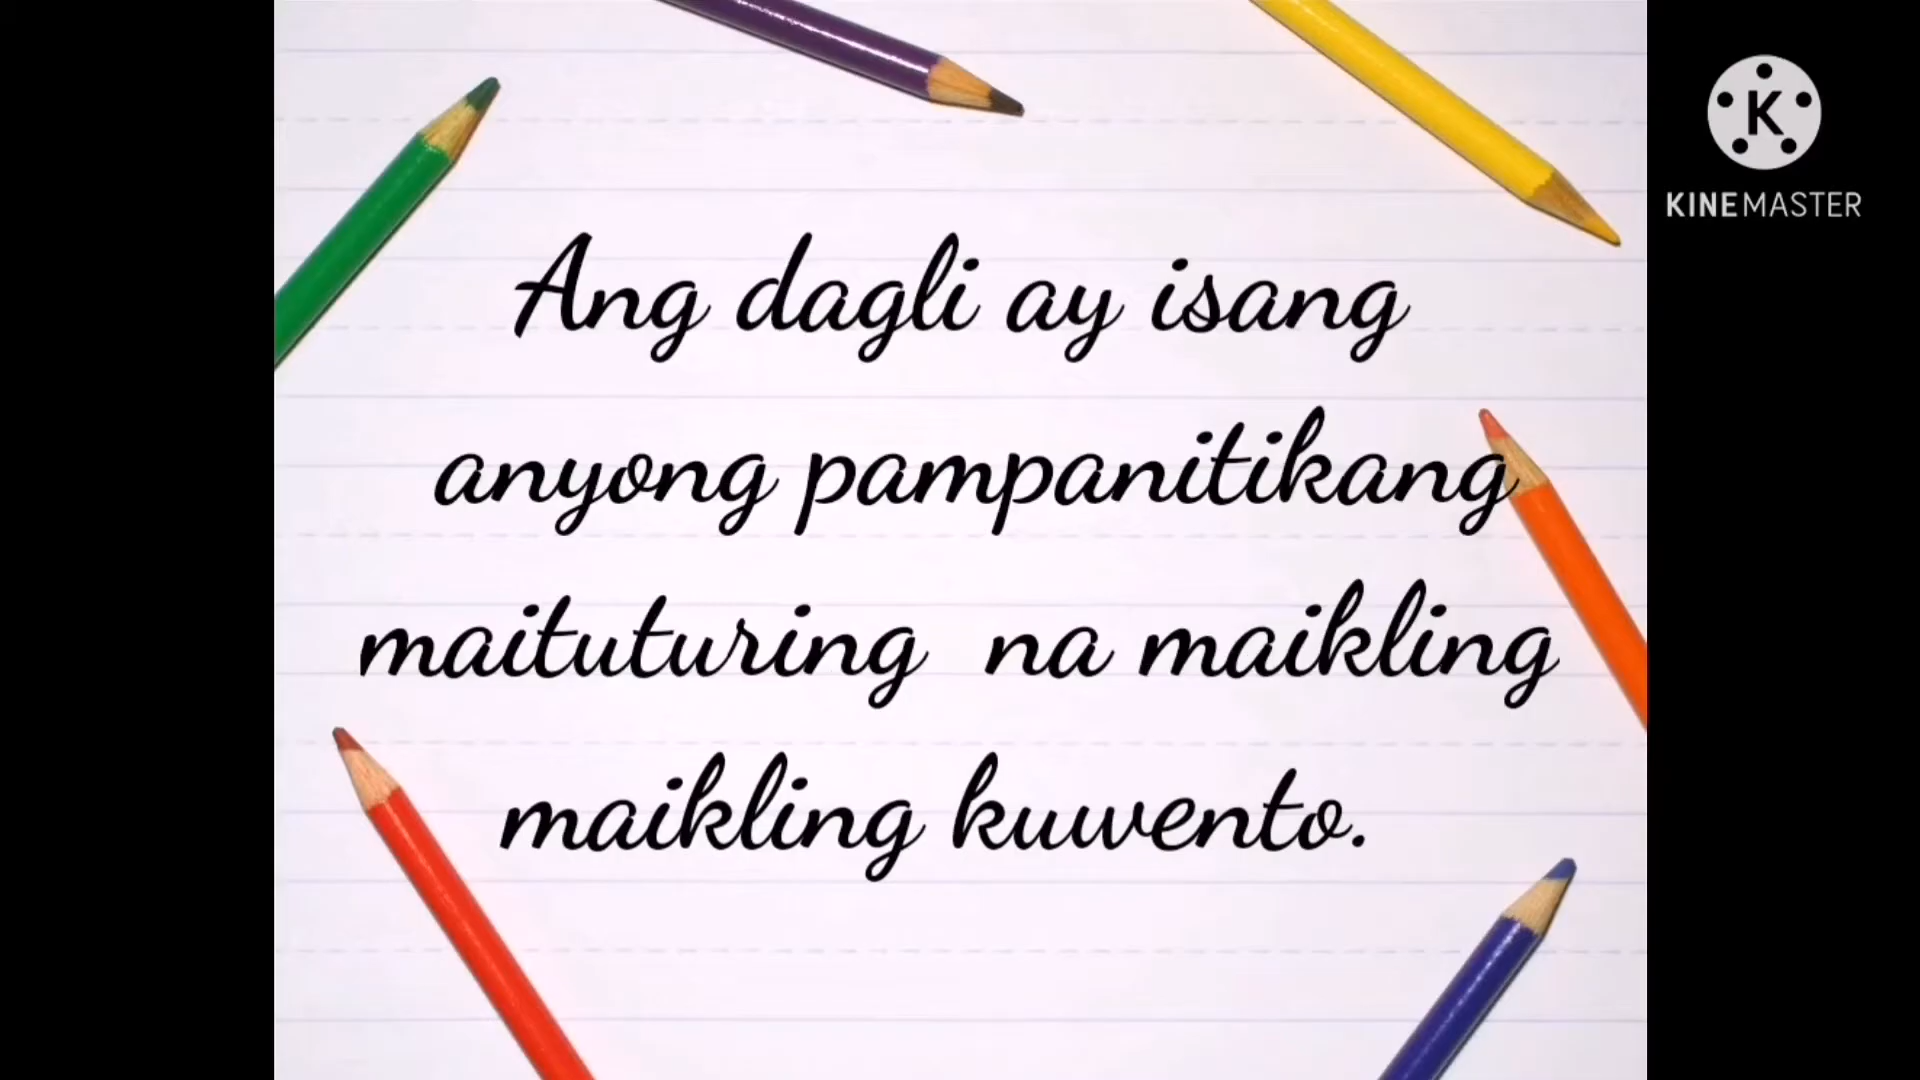 Ang dagli ay isang
anyong pampanitikang
maituturing na maikling
maikling kuwento.
K
KINEMASTER